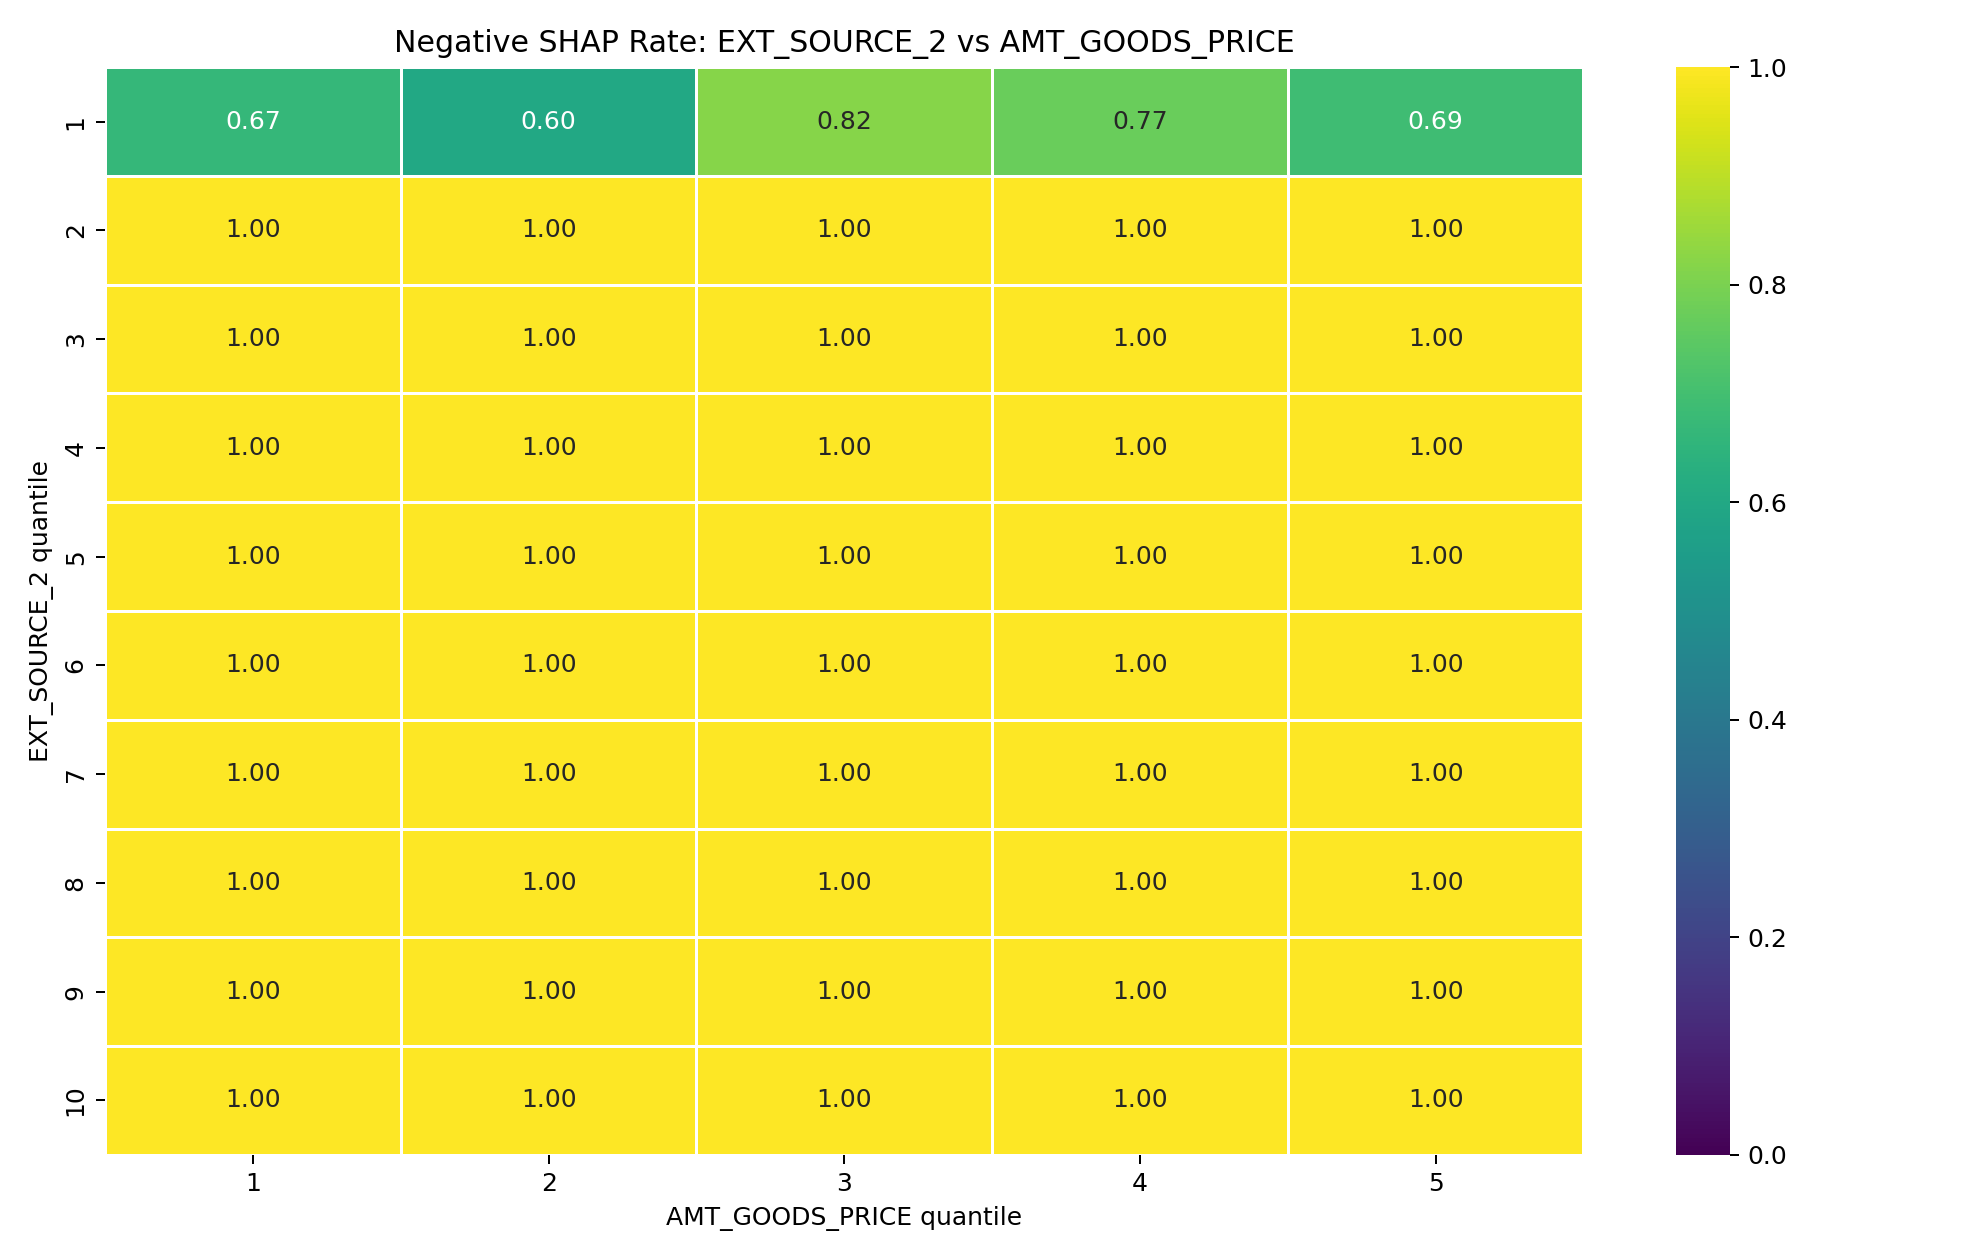 Negative SHAP Rate: EXT_SOURCE_2 vs AMT_GOODS_PRICE
1 0.67 0.60 0.82 0.77 0.69
2 1.00 1.00 1.00 1.00 1.00
3 1.00 1.00 1.00 1.00 1.00
4 1.00 1.00 1.00 1.00 1.00
5 1.00 1.00 1.00 1.00 1.00
6 1.00 1.00 1.00 1.00 1.00
7 1.00 1.00 1.00 1.00 1.00
8 1.00 1.00 1.00 1.00 1.00
9 1.00 1.00 1.00 1.00 1.00
10 1.00 1.00 1.00 1.00 1.00
1 2 3 4 5
AMT_GOODS_PRICE quantile
EXT_SOURCE_2 quantile
1.0
0.8
0.6
0.4
0.2
0.0